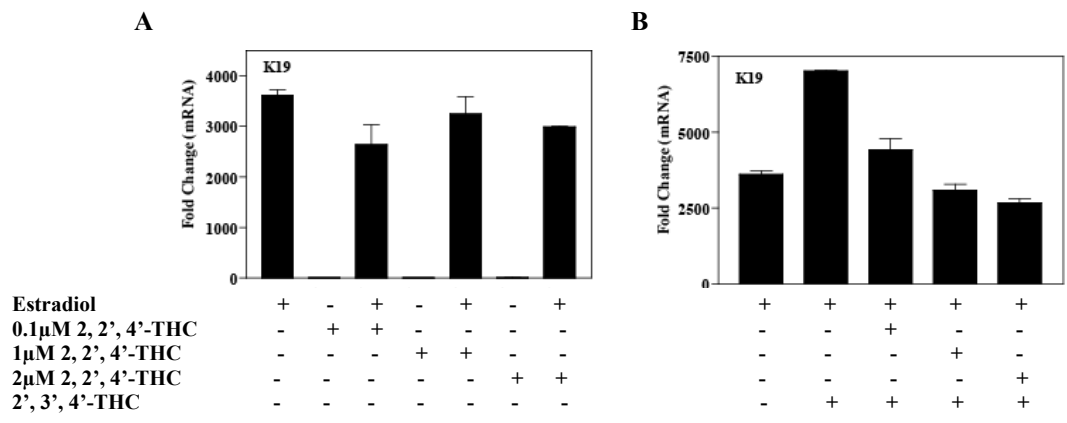 A B
K19
Fold Change (mRNA)
4000
3000
2000
1000
0
K19
Fold Change (mRNA)
7500
5000
2500
0
Estradiol + - + - + - + + + + + +
0.1µM 2, 2’, 4’-THC - + + - - - - - - + - -
1µM 2, 2’, 4’-THC - - - + + - - - - - + -
2µM 2, 2’, 4’-THC - - - - - + + - - - - +
2’, 3’, 4’-THC - - - - - - - - + + + +